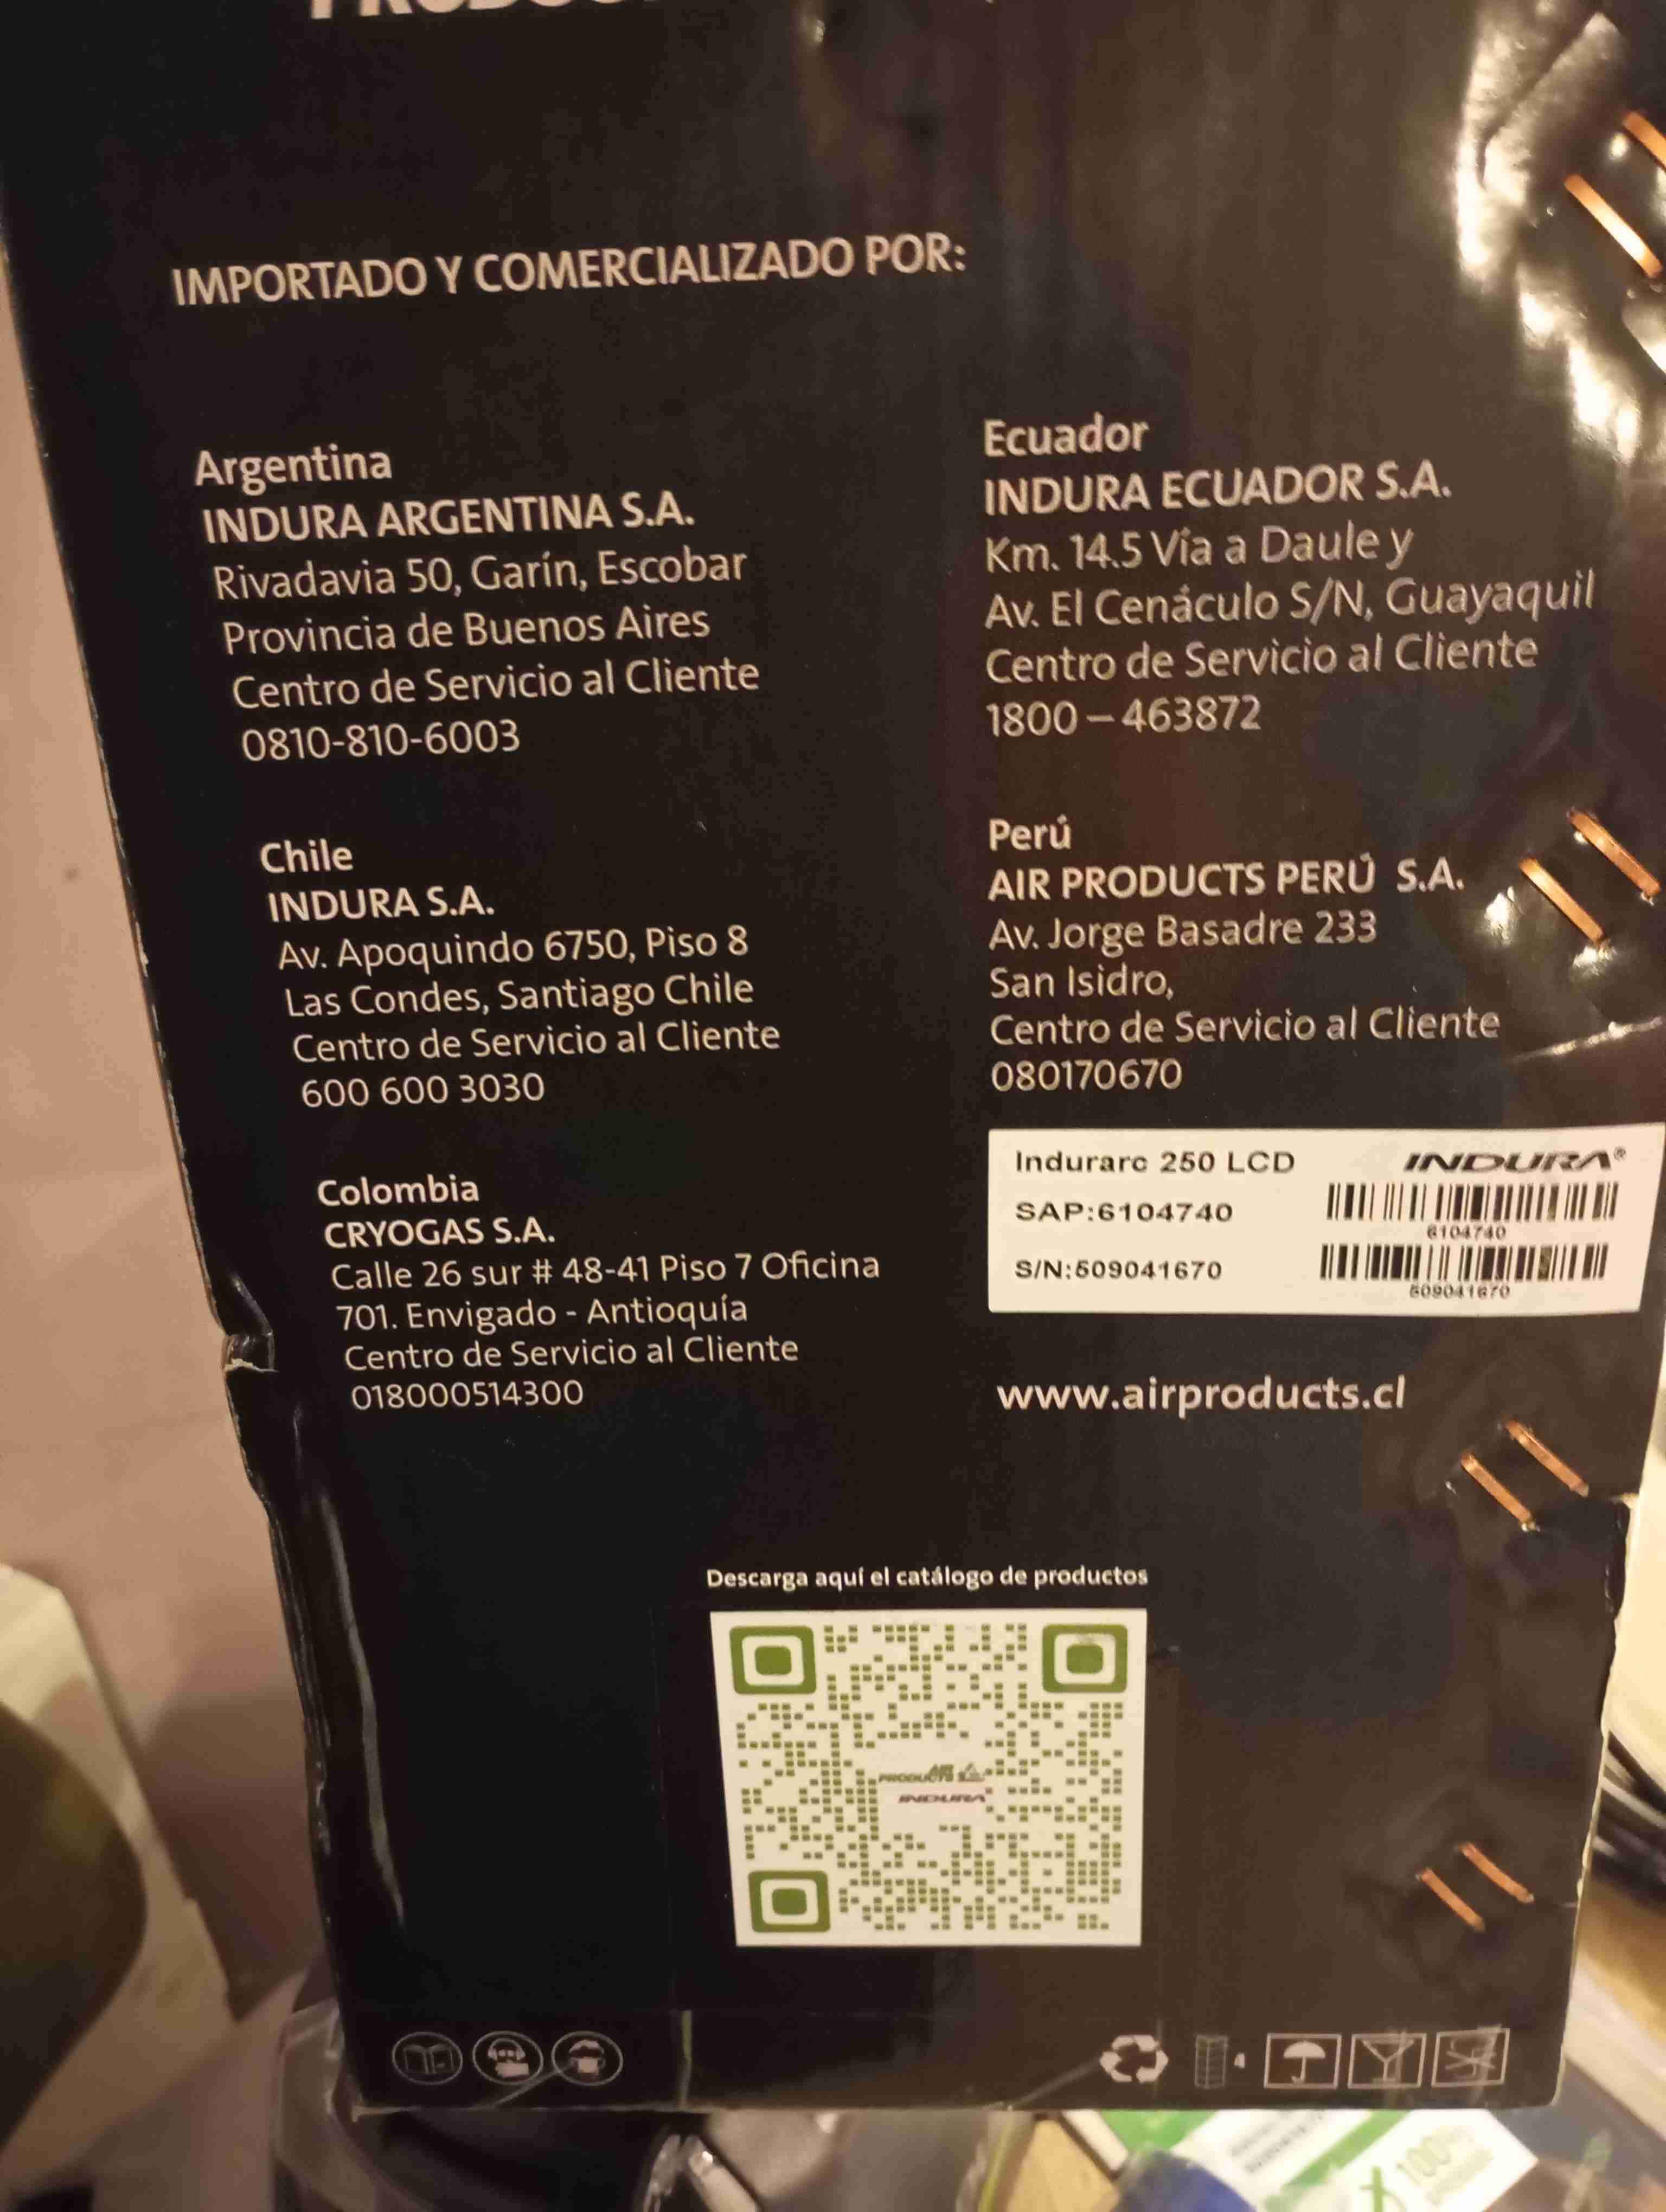 IMPORTADO Y COMERCIALIZADO POR:
Argentina
INDURA ARGENTINA S.A.
Rivadavia 50, Garín, Escobar
Provincia de Buenos Aires
Centro de Servicio al Cliente
0810-810-6003
Chile
INDURA S.A.
Av. Apoquindo 6750, Piso 8
Las Condes, Santiago Chile
Centro de Servicio al Cliente
600 600 3030
Colombia
CRYOGAS S.A.
Calle 26 sur # 48-41 Piso 7 Oficina
701. Envigado - Antioquía
Centro de Servicio al Cliente
018000514300
Ecuador
INDURA ECUADOR S.A.
Km. 14.5 Vía a Daule y
Av. El Cenáculo S/N, Guayaquil
Centro de Servicio al Cliente
1800 – 463872
Perú
AIR PRODUCTS PERÚ S.A.
Av. Jorge Basadre 233
San Isidro,
Centro de Servicio al Cliente
080170670
Indurarc 250 LCD
SAP:6104740
S/N:509041670
INDURA®
6104740
509041670
www.airproducts.cl
Descarga aquí el catálogo de productos
AIR
PRODUCTS
INDURA
4
100%